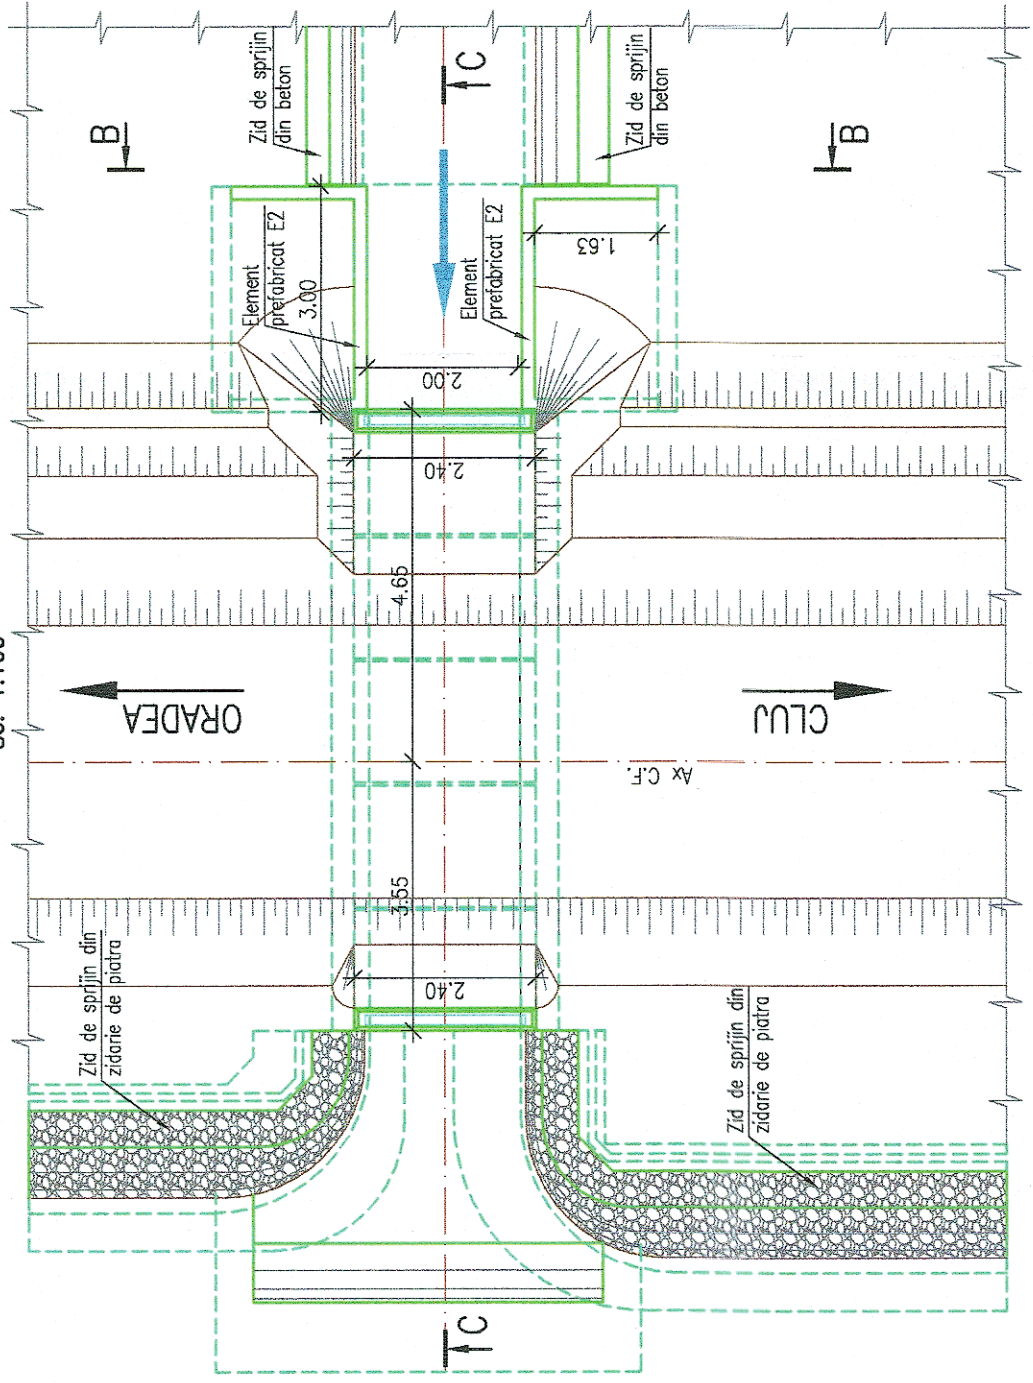 Zid de sprijin
din beton
C
Zid de sprijin
din beton
B
B
Element
prefabricat E2
3.00
Element
prefabricat E2
1.63
2.00
2.40
4.65
ORADEA
CLUJ
Ax C.F.
3.55
Zid de sprijin din
zidarie de piatra
2.40
Zid de sprijin din
zidarie de piatra
C